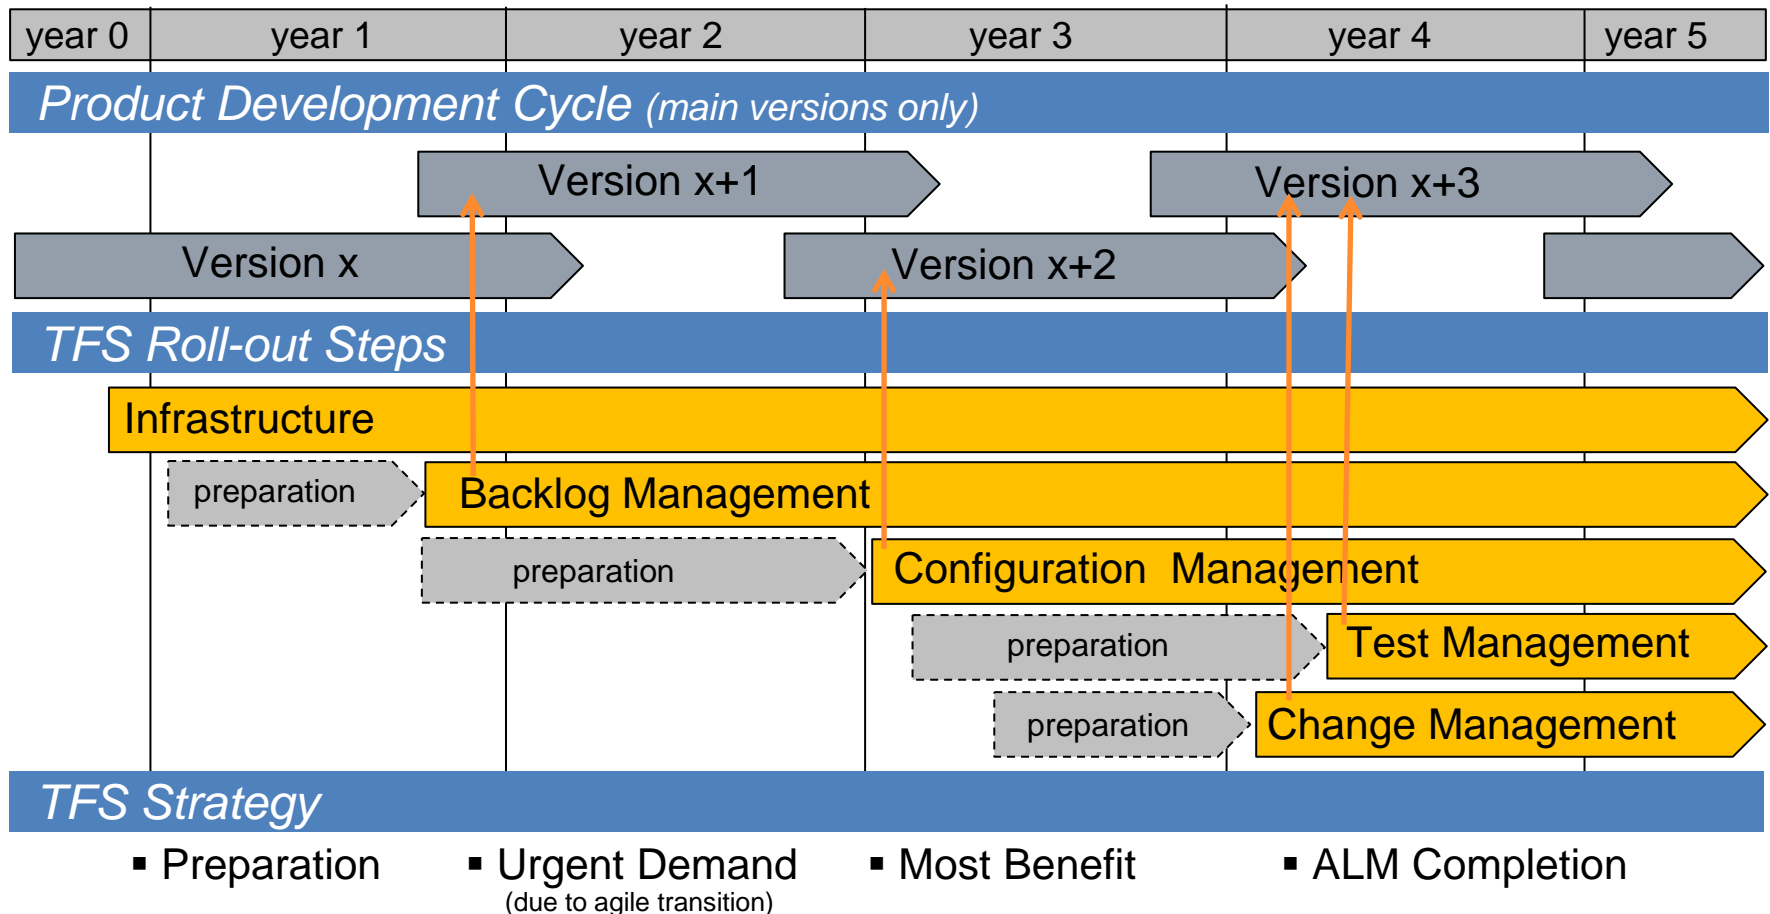 year 0 year 1 year 2 year 3 year 4 year 5
Product Development Cycle (main versions only)
Version x+1 Version x+3
Version x Version x+2
TFS Roll-out Steps
Infrastructure
preparation Backlog Management
preparation Configuration Management
preparation Test Management
preparation Change Management
TFS Strategy
▪ Preparation ▪ Urgent Demand ▪ Most Benefit ▪ ALM Completion
(due to agile transition)